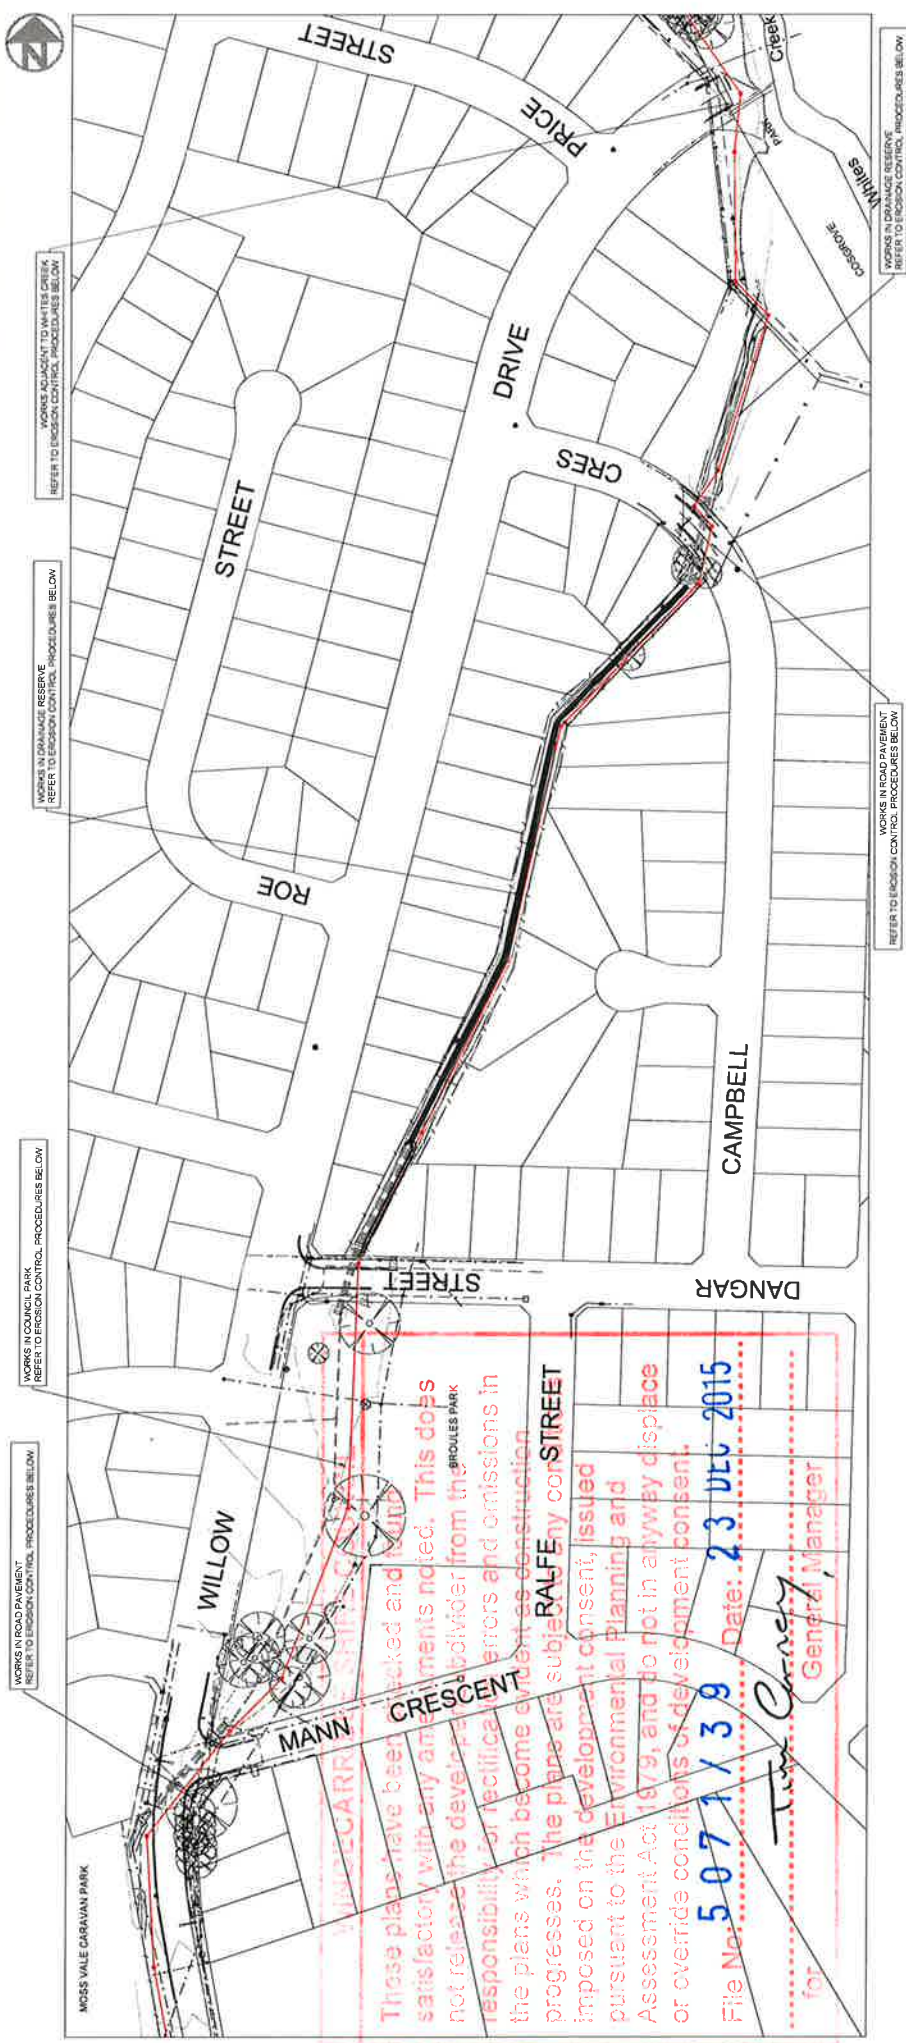 N
MOSS VALE CARAVAN PARK
WORKS IN ROAD PAVEMENT
REFER TO EROSION CONTROL PROCEDURES BELOW
WORKS IN COUNCIL PARK
REFER TO EROSION CONTROL PROCEDURES BELOW
WORKS IN DRAINAGE RESERVE
REFER TO EROSION CONTROL PROCEDURES BELOW
WORKS ADJACENT TO WHITES CREEK
REFER TO EROSION CONTROL PROCEDURES BELOW
WILLOW
DRIVE
ROE
STREET
PRICE
STREET
MANN
CRESCENT
BROULES PARK
STREET
DANGAR
RALFE
STREET
CAMPBELL
CRES
COSGROVE
PARK
Whites
Creek
WORKS IN ROAD PAVEMENT
REFER TO EROSION CONTROL PROCEDURES BELOW
WORKS IN DRAINAGE RESERVE
REFER TO EROSION CONTROL PROCEDURES BELOW
These plans have been checked and found
satisfactory with any amendments noted. This does
not release the developer/subdivider from the
responsibility for rectification errors and omissions in
the plans which become evident as construction
progresses. The plans are subject any
imposed on the development consent, issued
pursuant to the Environmental Planning and
Assessment Act 1979, and do not in anyway displace
or override conditions of development consent.
File No: 5071/39 Date: 23 DEC 2015
for
General Manager